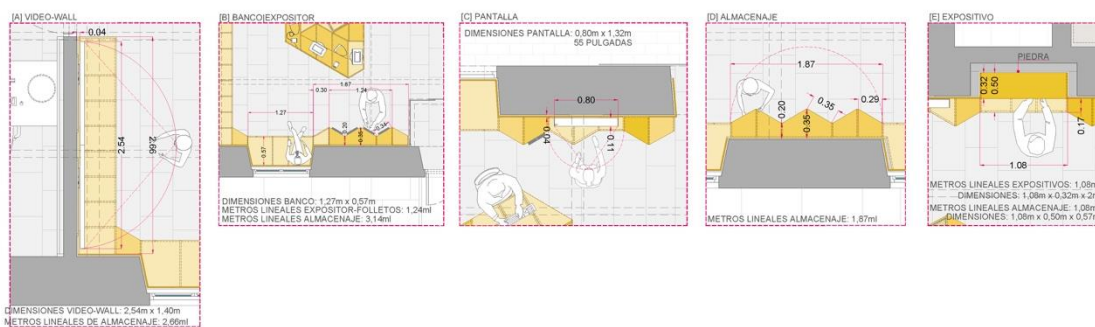 [A] VIDEO-WALL
0.04
2.54
2.66
DIMENSIONES VIDEO-WALL: 2,54m x 1,40m
METROS LINEALES DE ALMACENAJE: 2,66ml
[B] BANCO|EXPOSITOR
1.87
0.30
1.24
1.27
0.20
0.35
0.34
0.57
DIMENSIONES BANCO: 1,27m x 0,57m
METROS LINEALES EXPOSITOR-FOLLETOS: 1,24ml
METROS LINEALES ALMACENAJE: 3,14ml
[C] PANTALLA
DIMENSIONES PANTALLA: 0,80m x 1,32m
55 PULGADAS
0.80
0.04
0.11
[D] ALMACENAJE
1.87
0.20
0.35
0.35
0.29
METROS LINEALES ALMACENAJE: 1,87ml
[E] EXPOSITIVO
PIEDRA
0.32
0.50
0.17
1.08
METROS LINEALES EXPOSITIVOS: 1,08m
DIMENSIONES: 1,08m x 0,32m x 2m
METROS LINEALES ALMACENAJE: 1,08m
DIMENSIONES: 1,08m x 0,50m x 0,57m